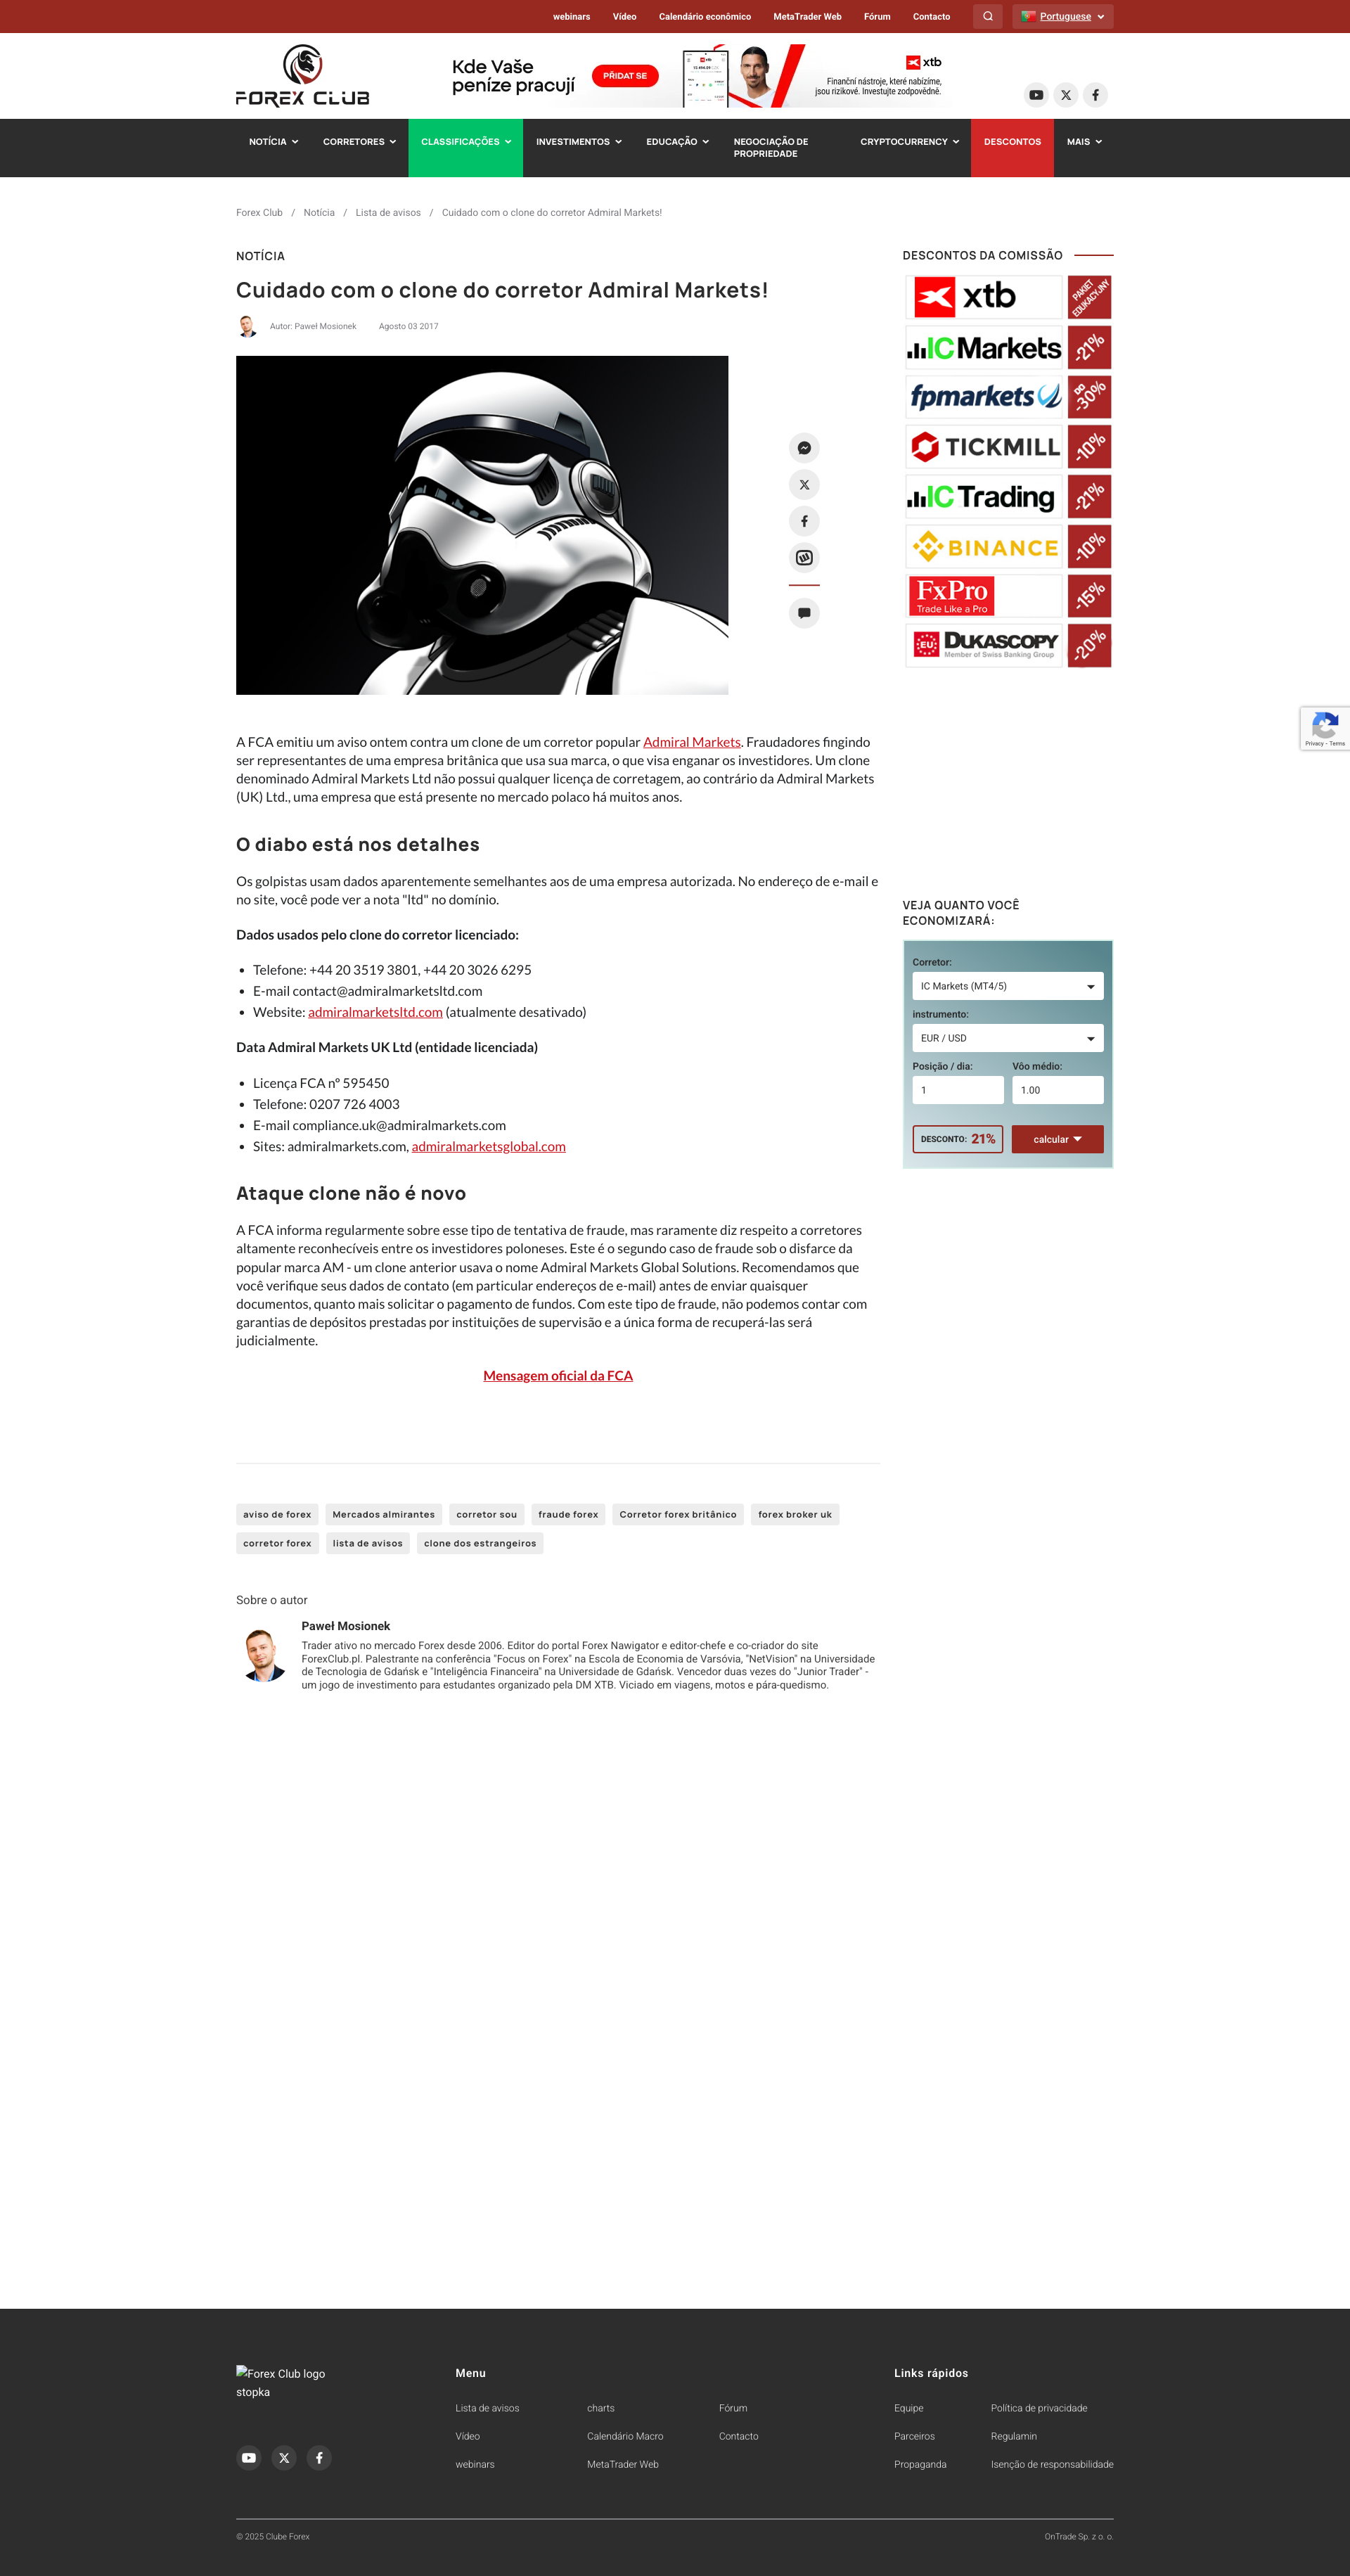 webinars Vídeo Calendário econômico MetaTrader Web Fórum Contacto Portuguese
FOREX CLUB
Kde Vaše
peníze pracují
PŘIDAT SE
xtb
Finanční nástroje, které nabízíme,
jsou rizikové. Investujte zodpovědně.
NOTÍCIA CORRETORES CLASSIFICAÇÕES INVESTIMENTOS EDUCAÇÃO NEGOCIAÇÃO DE PROPRIEDADE CRYPTOCURRENCY DESCONTOS MAIS
Forex Club / Notícia / Lista de avisos / Cuidado com o clone do corretor Admiral Markets!
NOTÍCIA
Cuidado com o clone do corretor Admiral Markets!
Autor: Paweł Mosionek Agosto 03 2017
A FCA emitiu um aviso ontem contra um clone de um corretor popular Admiral Markets. Fraudadores fingindo
ser representantes de uma empresa britânica que usa sua marca, o que visa enganar os investidores. Um clone
denominado Admiral Markets Ltd não possui qualquer licença de corretagem, ao contrário da Admiral Markets
(UK) Ltd., uma empresa que está presente no mercado polaco há muitos anos.
O diabo está nos detalhes
Os golpistas usam dados aparentemente semelhantes aos de uma empresa autorizada. No endereço de e-mail e
no site, você pode ver a nota "ltd" no domínio.
Dados usados pelo clone do corretor licenciado:
Telefone: +44 20 3519 3801, +44 20 3026 6295
E-mail contact@admiralmarketsltd.com
Website: admiralmarketsltd.com (atualmente desativado)
Data Admiral Markets UK Ltd (entidade licenciada)
Licença FCA nº 595450
Telefone: 0207 726 4003
E-mail compliance.uk@admiralmarkets.com
Sites: admiralmarkets.com, admiralmarketsglobal.com
Ataque clone não é novo
A FCA informa regularmente sobre esse tipo de tentativa de fraude, mas raramente diz respeito a corretores
altamente reconhecíveis entre os investidores poloneses. Este é o segundo caso de fraude sob o disfarce da
popular marca AM - um clone anterior usava o nome Admiral Markets Global Solutions. Recomendamos que
você verifique seus dados de contato (em particular endereços de e-mail) antes de enviar quaisquer
documentos, quanto mais solicitar o pagamento de fundos. Com este tipo de fraude, não podemos contar com
garantias de depósitos prestadas por instituições de supervisão e a única forma de recuperá-las será
judicialmente.
Mensagem oficial da FCA
aviso de forex Mercados almirantes corretor sou fraude forex Corretor forex britânico forex broker uk
corretor forex lista de avisos clone dos estrangeiros
Sobre o autor
Paweł Mosionek
Trader ativo no mercado Forex desde 2006. Editor do portal Forex Nawigator e editor-chefe e co-criador do site
ForexClub.pl. Palestrante na conferência "Focus on Forex" na Escola de Economia de Varsóvia, "NetVision" na Universidade
de Tecnologia de Gdańsk e "Inteligência Financeira" na Universidade de Gdańsk. Vencedor duas vezes do "Junior Trader" -
um jogo de investimento para estudantes organizado pela DM XTB. Viciado em viagens, motos e pára-quedismo.
DESCONTOS DA COMISSÃO
xtb PAKIET EDUKACYJNY
IC Markets -21%
fpmarkets DO -30%
TICKMILL -10%
IC Trading -21%
BINANCE -10%
FxPro Trade Like a Pro -15%
EU DUKASCOPY Member of Swiss Banking Group -20%
Privacy - Terms
VEJA QUANTO VOCÊ
ECONOMIZARÁ:
Corretor:
IC Markets (MT4/5)
instrumento:
EUR / USD
Posição / dia: Vôo médio:
1 1.00
DESCONTO: 21% calcular
Forex Club logo
stopka
Menu
Lista de avisos charts Fórum
Vídeo Calendário Macro Contacto
webinars MetaTrader Web
Links rápidos
Equipe Política de privacidade
Parceiros Regulamin
Propaganda Isenção de responsabilidade
© 2025 Clube Forex OnTrade Sp. z o. o.